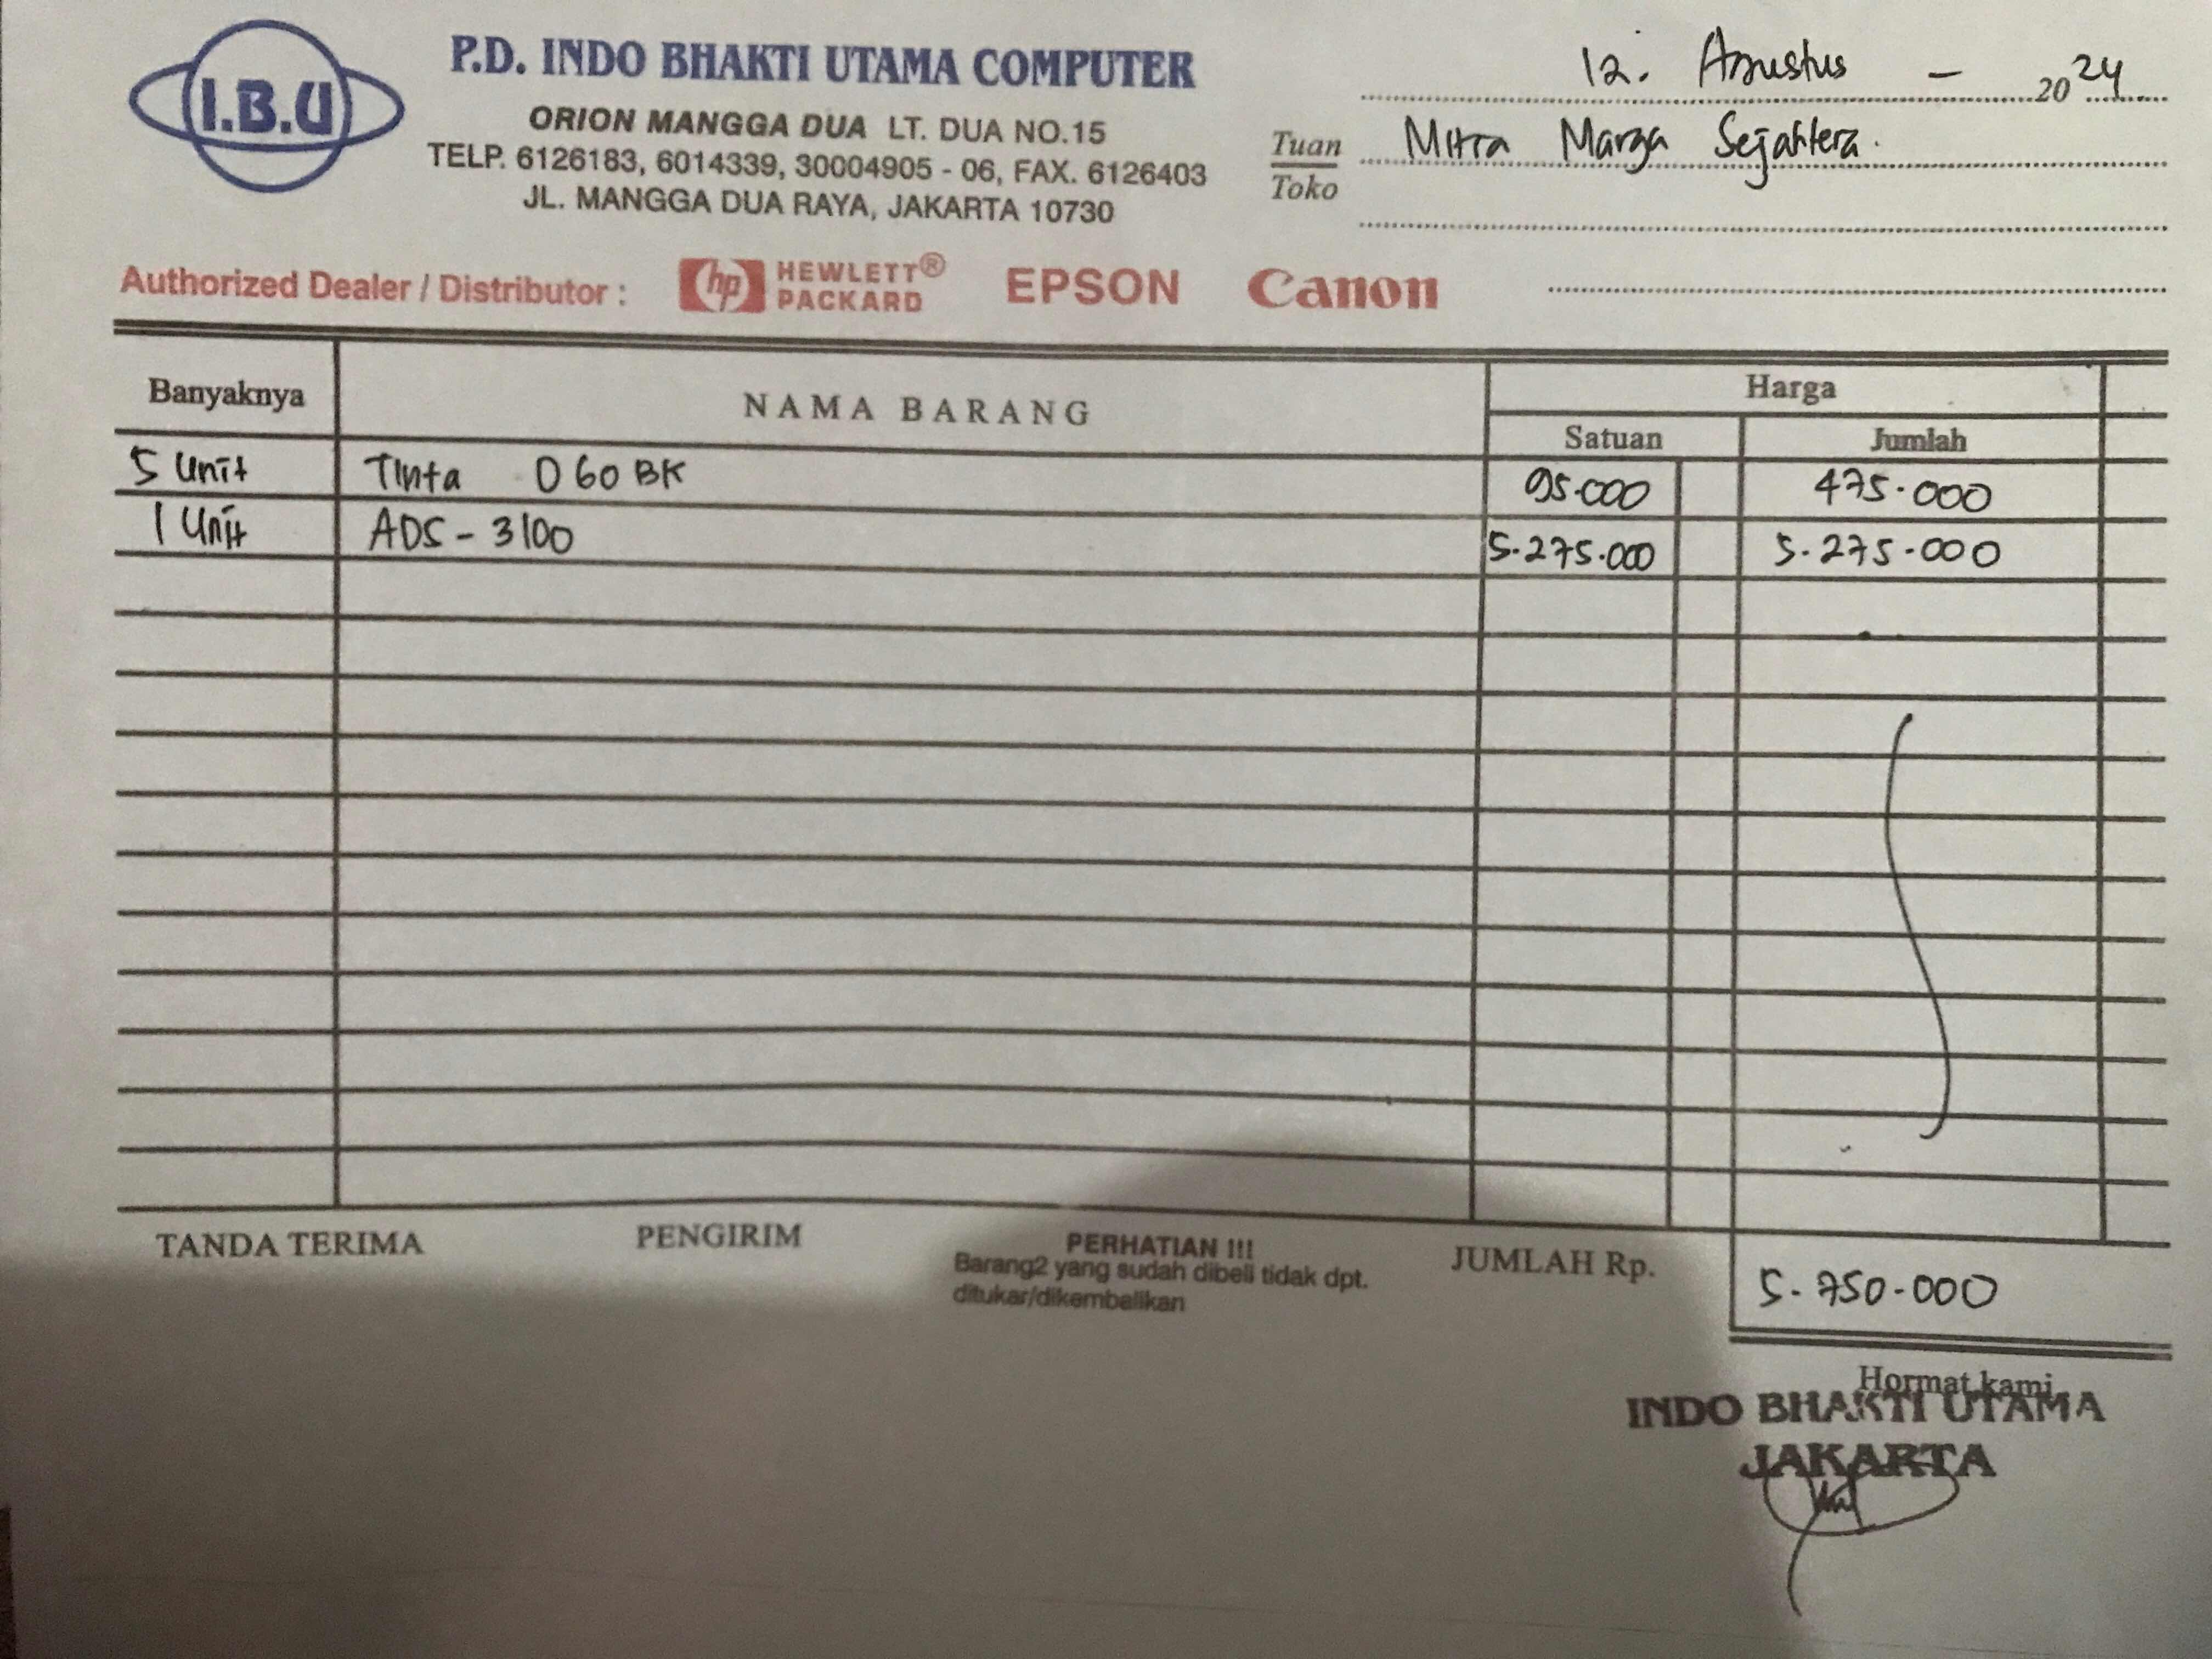 I.B.U
P.D. INDO BHAKTI UTAMA COMPUTER
ORION MANGGA DUA LT. DUA NO.15
TELP. 6126183, 6014339, 30004905 - 06, FAX. 6126403
JL. MANGGA DUA RAYA, JAKARTA 10730
12. Agustus - 2024
Tuan Mitra Marga Sejahtera.
Toko
Authorized Dealer / Distributor : hp HEWLETT® PACKARD EPSON Canon
Banyaknya NAMA BARANG Harga
Satuan Jumlah
5 Unit Tinta 060 BK 95.000 475.000
1 Unit ADS - 3100 5.275.000 5.275.000
TANDA TERIMA PENGIRIM PERHATIAN !!! JUMLAH Rp. 5.750.000
Barang2 yang sudah dibeli tidak dpt.
ditukar/dikembalikan
Hormat kami,
INDO BHAKTI UTAMA
JAKARTA